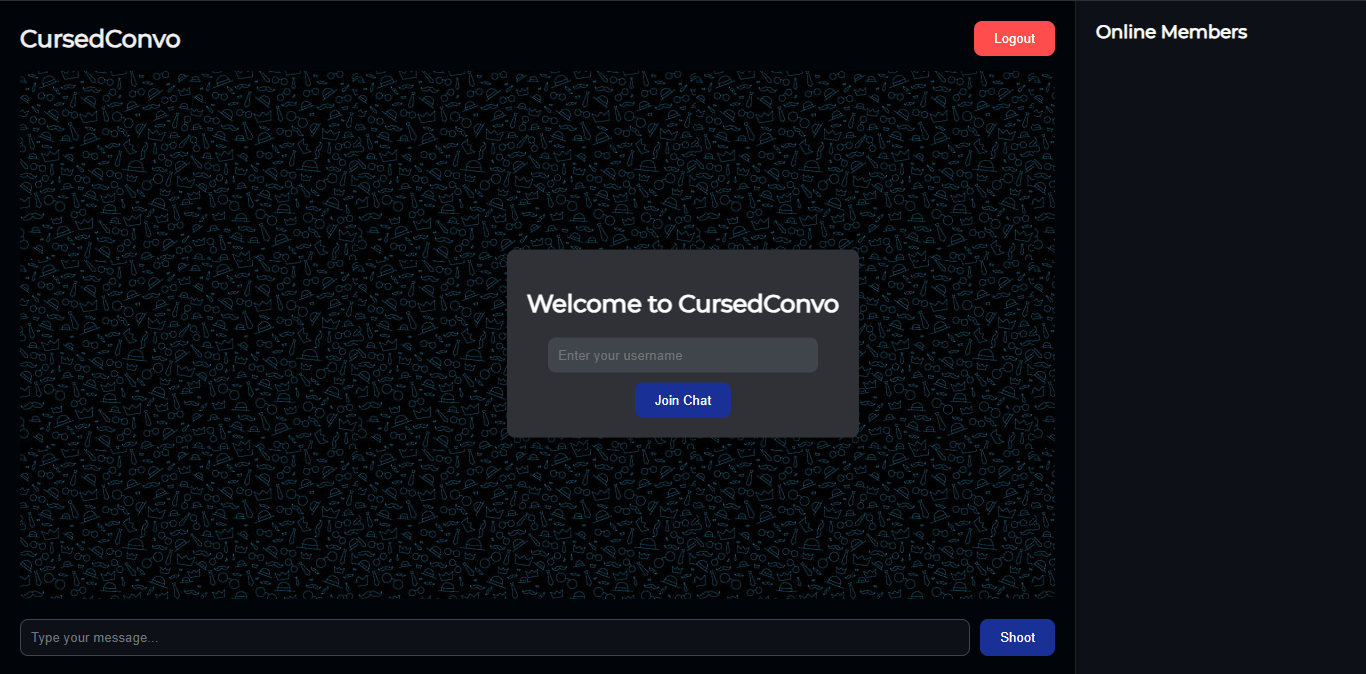 CursedConvo
Logout
Online Members
Welcome to CursedConvo
Enter your username
Join Chat
Type your message...
Shoot